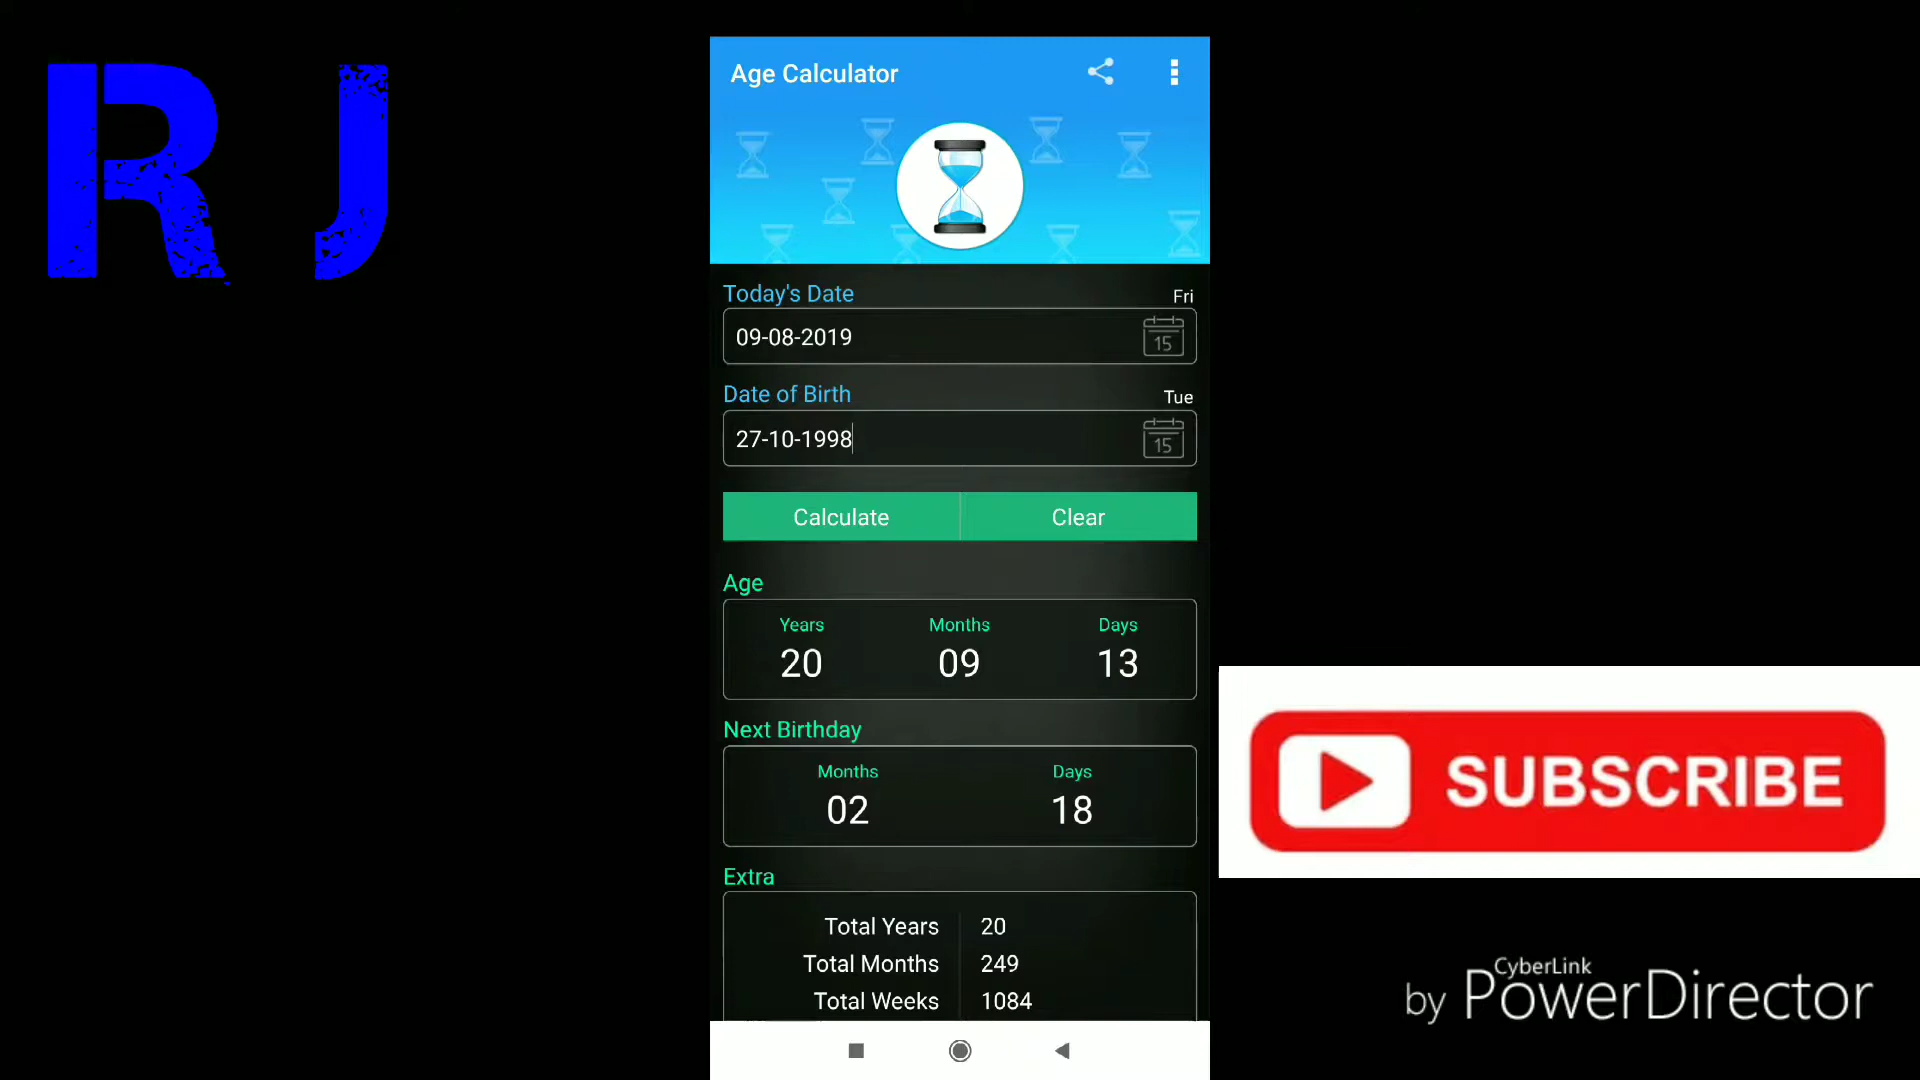 R J
Age Calculator
Today's Date Fri
09-08-2019 15
Date of Birth Tue
27-10-1998 15
Calculate Clear
Age
Years Months Days
20 09 13
Next Birthday
Months Days
02 18
Extra
Total Years 20
Total Months 249
Total Weeks 1084
SUBSCRIBE
by CyberLink PowerDirector